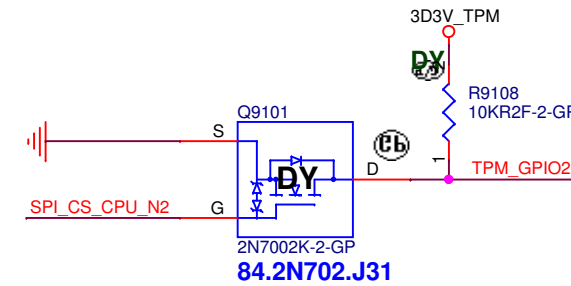 3D3V_TPM
DY
R9108
10KR2F-2-GP
Q9101
S
D
1
TPM_GPIO2
DY
SPI_CS_CPU_N2
G
2N7002K-2-GP
84.2N702.J31